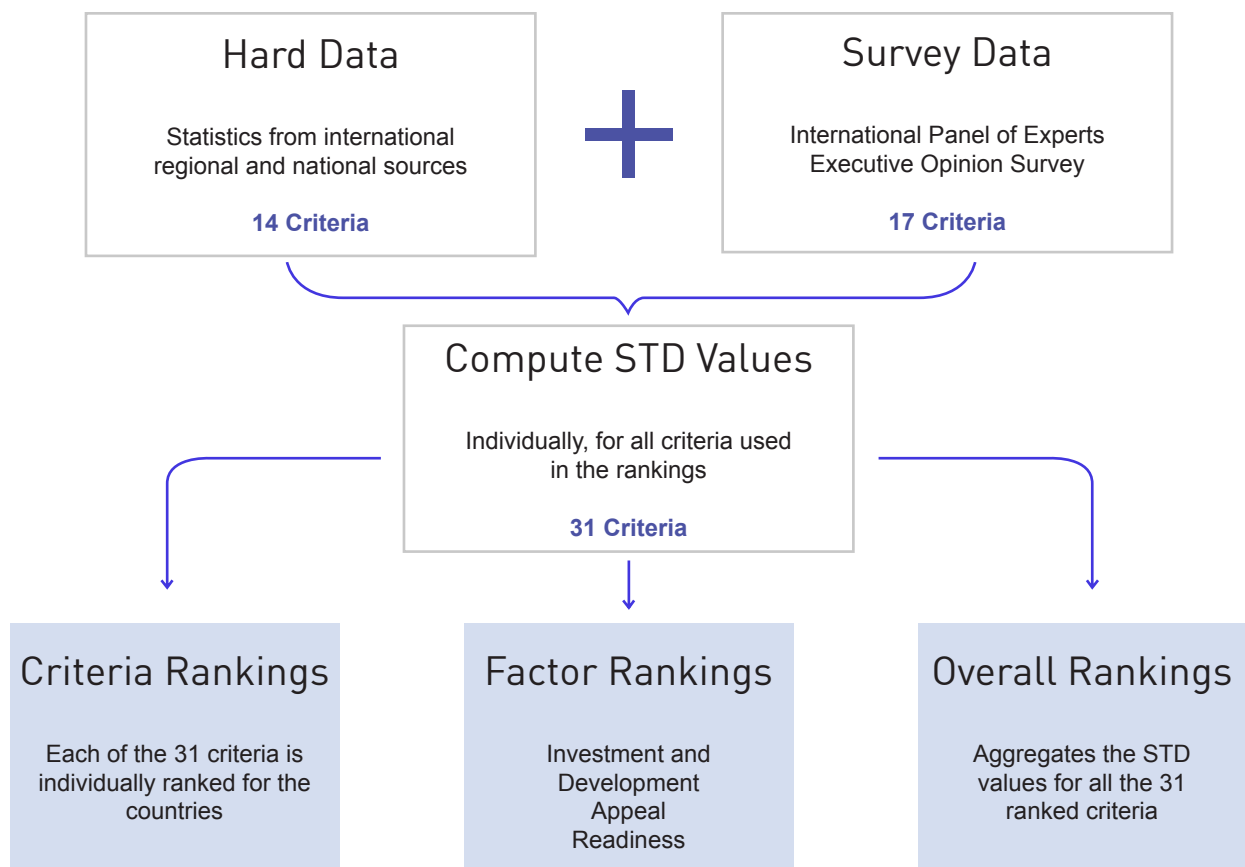 Hard Data
Statistics from international
regional and national sources
14 Criteria
Survey Data
International Panel of Experts
Executive Opinion Survey
17 Criteria
Compute STD Values
Individually, for all criteria used
in the rankings
31 Criteria
Criteria Rankings
Each of the 31 criteria is
individually ranked for the
countries
Factor Rankings
Investment and
Development
Appeal
Readiness
Overall Rankings
Aggregates the STD
values for all the 31
ranked criteria